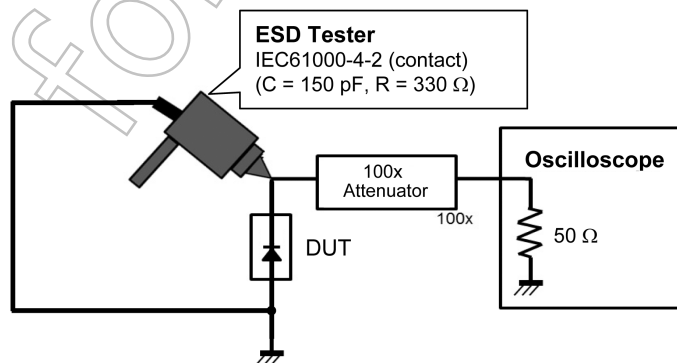 ESD Tester
IEC61000-4-2 (contact)
(C = 150 pF, R = 330 Ω)
100x
Attenuator
100x
Oscilloscope
50 Ω
DUT